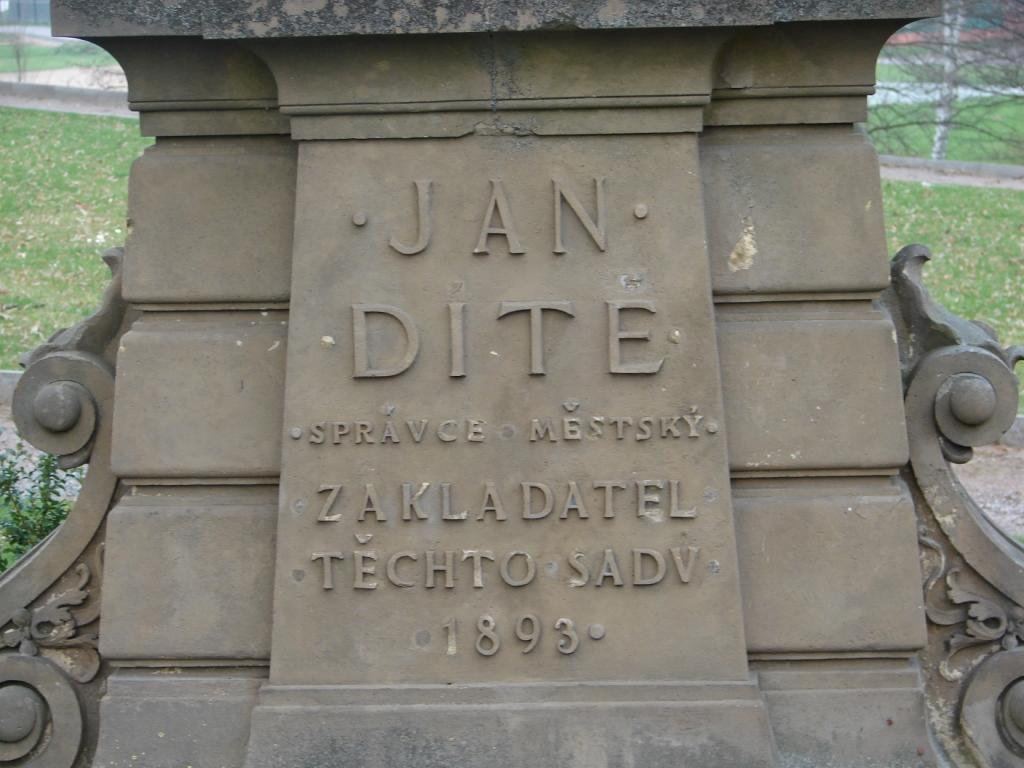 · JAN ·
DÍTĚ
· SPRÁVCE · MĚSTSKÝ ·
ZAKLADATEL
· TĚCHTO · SADV ·
· 1893 ·